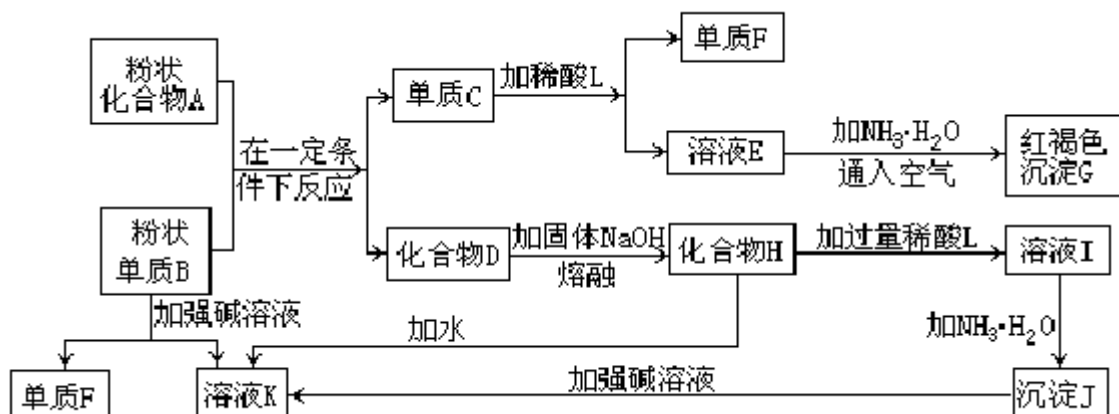 单质F
粉状
化合物A
单质C
加稀酸L
在一定条
件下反应
溶液E
加NH₃·H₂O
通入空气
红褐色
沉淀G
粉状
单质B
化合物D
加固体NaOH
熔融
化合物H
加过量稀酸L
溶液I
加强碱溶液
加水
加NH₃·H₂O
单质F
溶液K
加强碱溶液
沉淀J